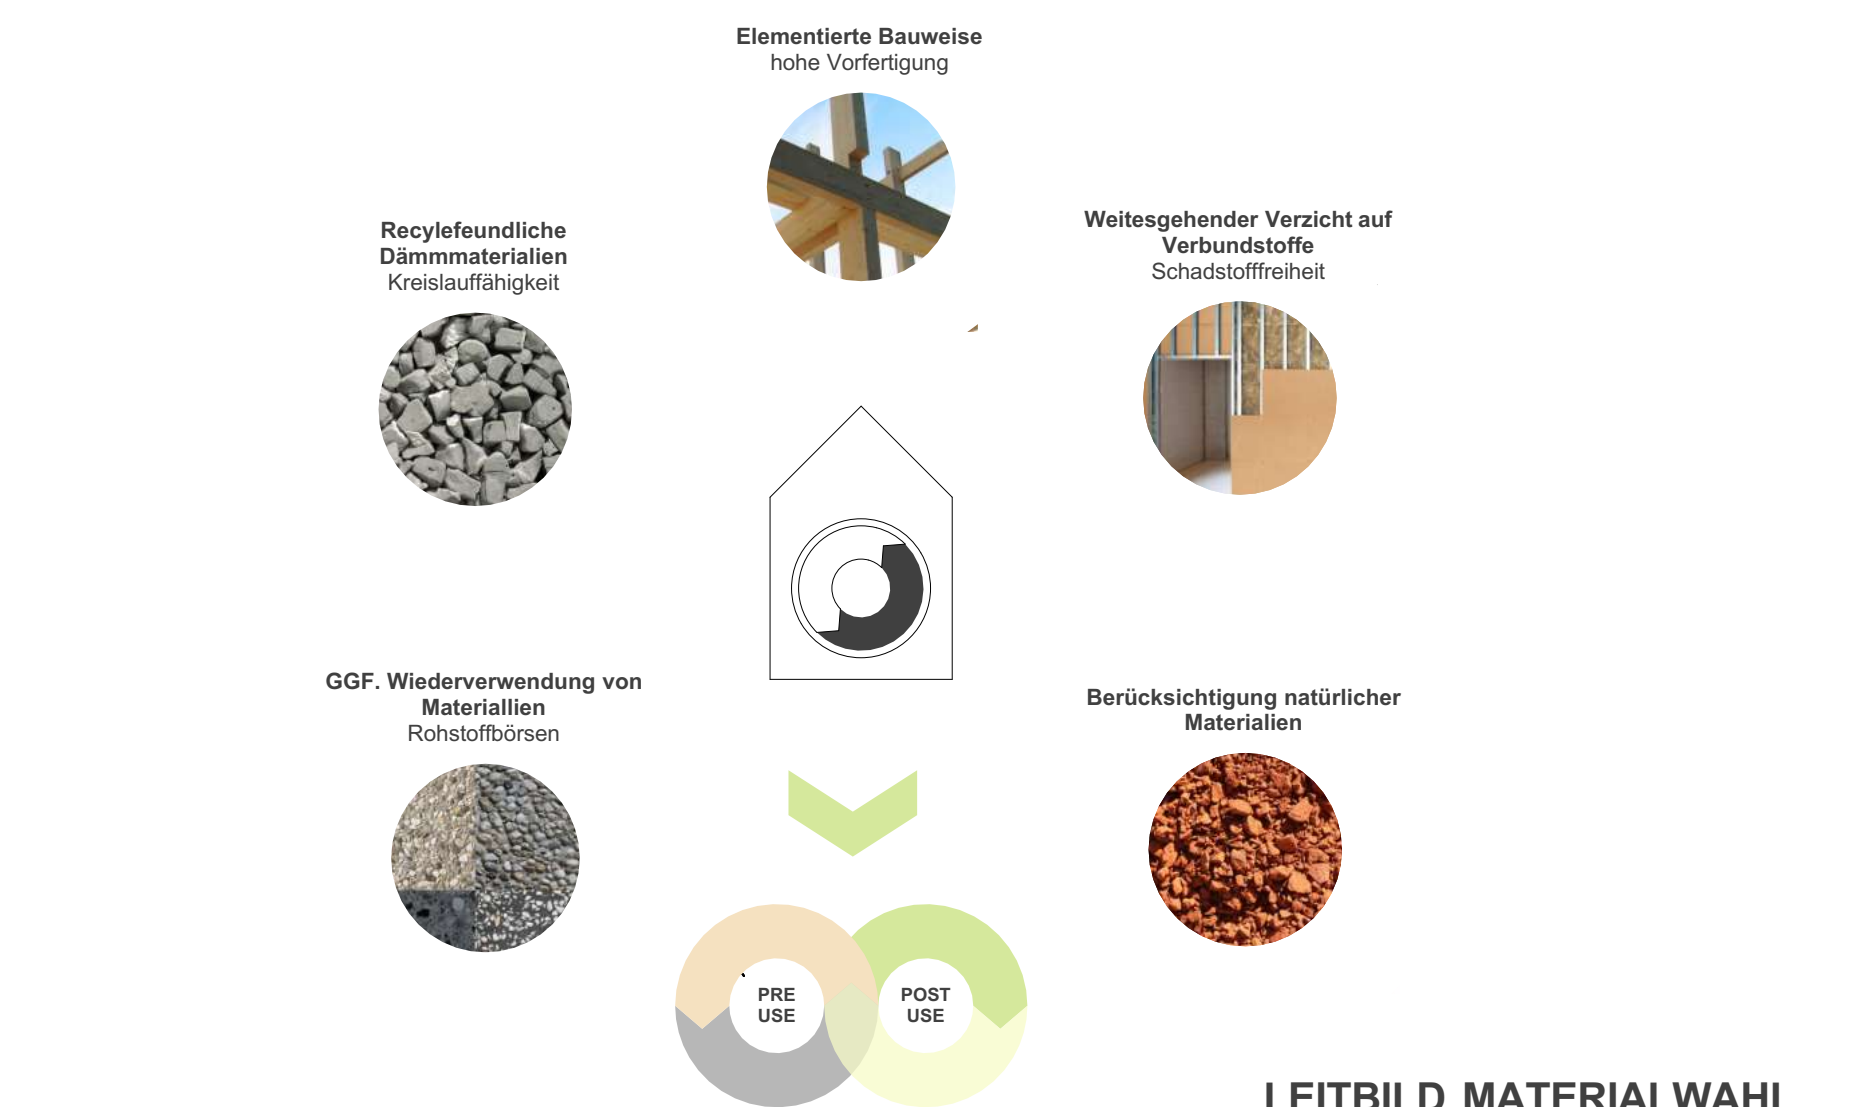 Elementierte Bauweise
hohe Vorfertigung
Recylefeundliche
Dämmmaterialien
Kreislauffähigkeit
Weitesgehender Verzicht auf
Verbundstoffe
Schadstofffreiheit
GGF. Wiederverwendung von
Materiallien
Rohstoffbörsen
Berücksichtigung natürlicher
Materialien
PRE
USE
POST
USE
LEITBILD MATERIALWAHL